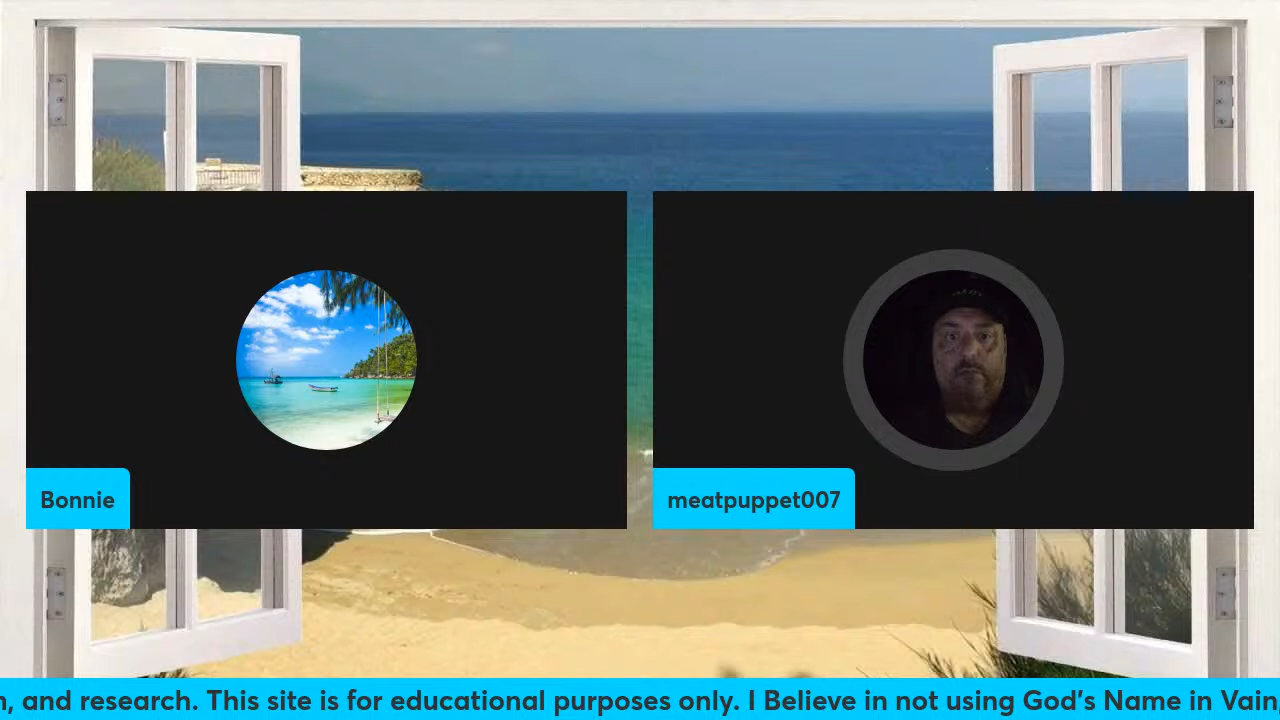 Bonnie
meatpuppet007
, and research. This site is for educational purposes only. I Believe in not using God's Name in Vain,